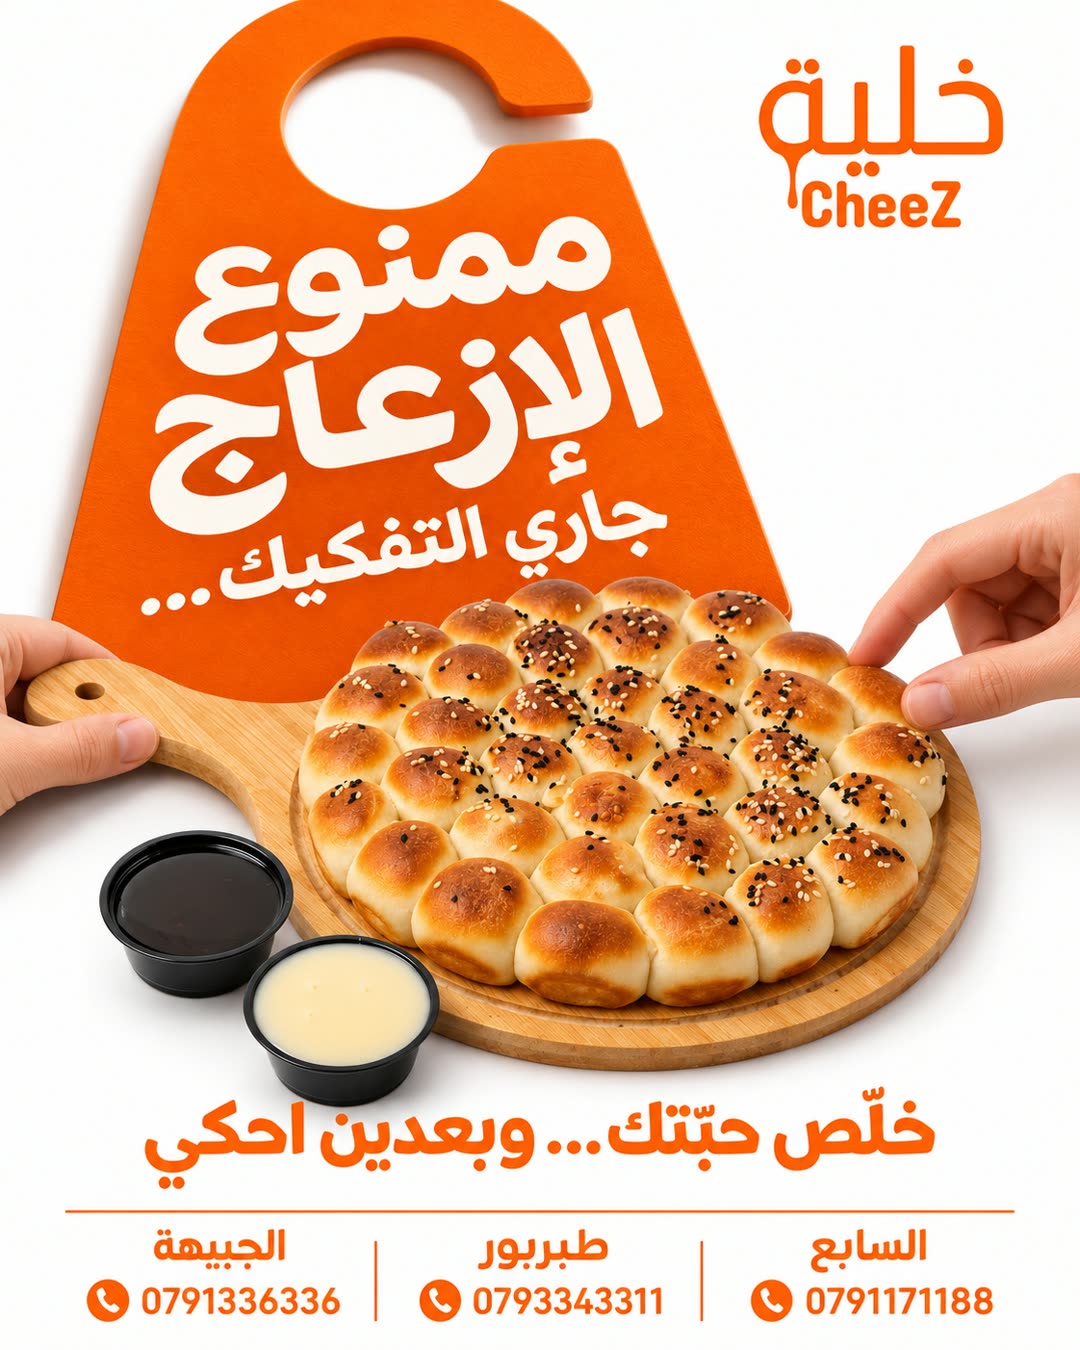 خلية
CheeZ
ممنوع
الإزعاج
جاري التفكيك...
خلّص حبّتك... وبعدين احكي
السابع
0791171188
طبربور
0793343311
الجبيهة
0791336336